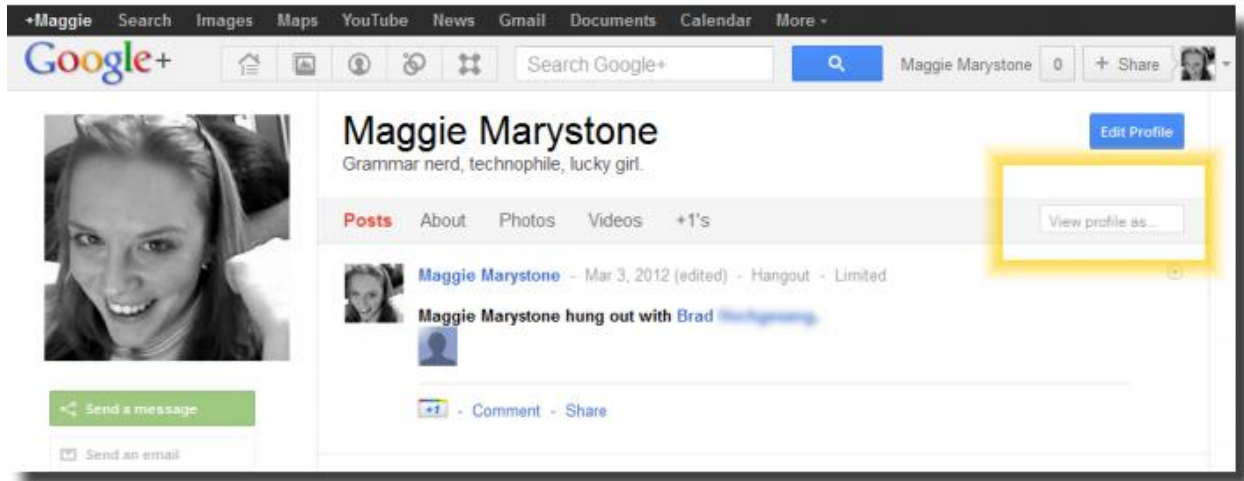 +Maggie Search Images Maps YouTube News Gmail Documents Calendar More
Google+ Search Google+ Maggie Marystone 0 + Share
Maggie Marystone
Edit Profile
Grammar nerd, technophile, lucky girl.
Posts About Photos Videos +1's View profile as...
Maggie Marystone - Mar 3, 2012 (edited) - Hangout - Limited
Maggie Marystone hung out with Brad
+1 - Comment - Share
Send a message
Send an email